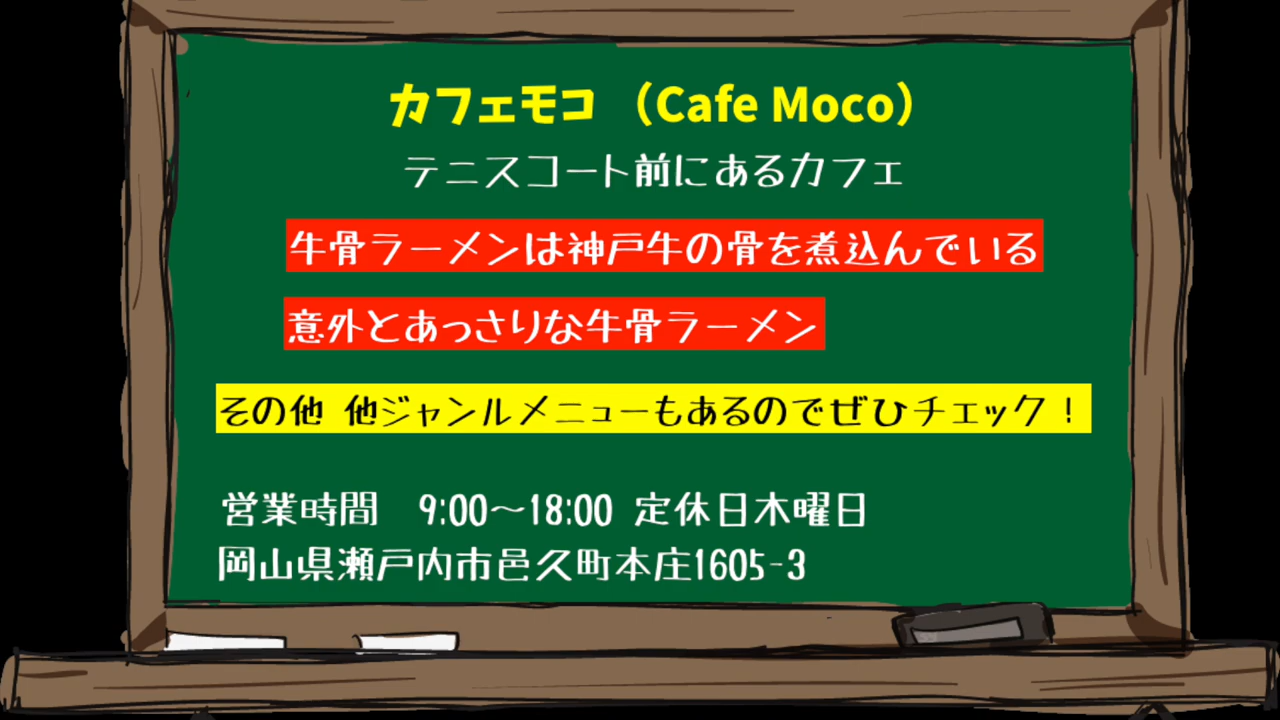 カフェモコ （Cafe Moco）
テニスコート前にあるカフェ
牛骨ラーメンは神戸牛の骨を煮込んでいる
意外とあっさりな牛骨ラーメン
その他 他ジャンルメニューもあるのでぜひチェック！
営業時間　9:00～18:00 定休日木曜日
岡山県瀬戸内市邑久町本庄1605-3